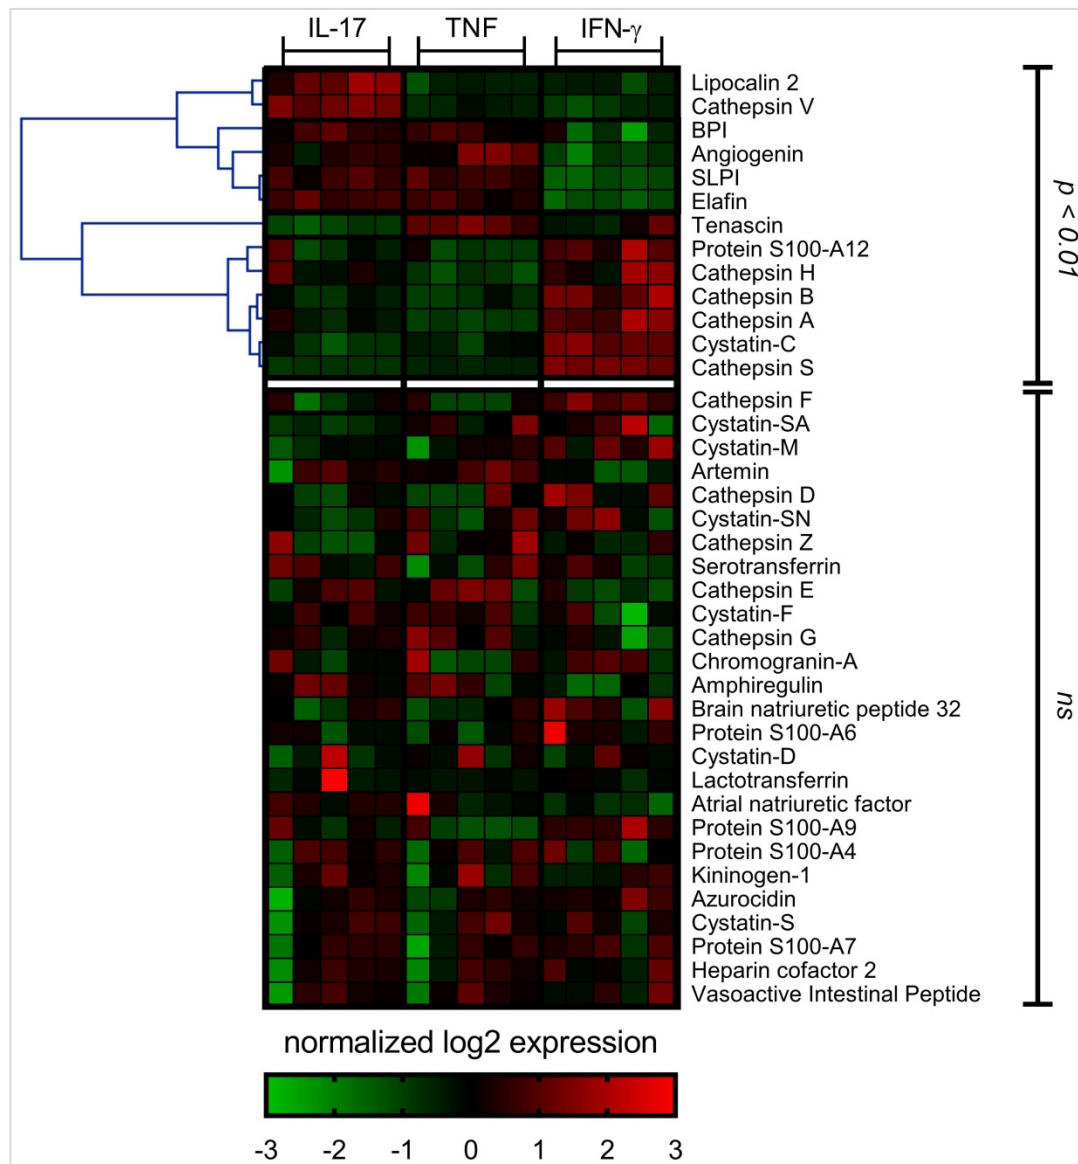 IL-17 TNF IFN-γ
Lipocalin 2
Cathepsin V
BPI
Angiogenin
SLPI
Elafin
Tenascin
Protein S100-A12
Cathepsin H
Cathepsin B
Cathepsin A
Cystatin-C
Cathepsin S
p < 0.01
Cathepsin F
Cystatin-SA
Cystatin-M
Artemin
Cathepsin D
Cystatin-SN
Cathepsin Z
Serotransferrin
Cathepsin E
Cystatin-F
Cathepsin G
Chromogranin-A
Amphiregulin
Brain natriuretic peptide 32
Protein S100-A6
Cystatin-D
Lactotransferrin
Atrial natriuretic factor
Protein S100-A9
Protein S100-A4
Kininogen-1
Azurocidin
Cystatin-S
Protein S100-A7
Heparin cofactor 2
Vasoactive Intestinal Peptide
ns
normalized log2 expression
-3 -2 -1 0 1 2 3